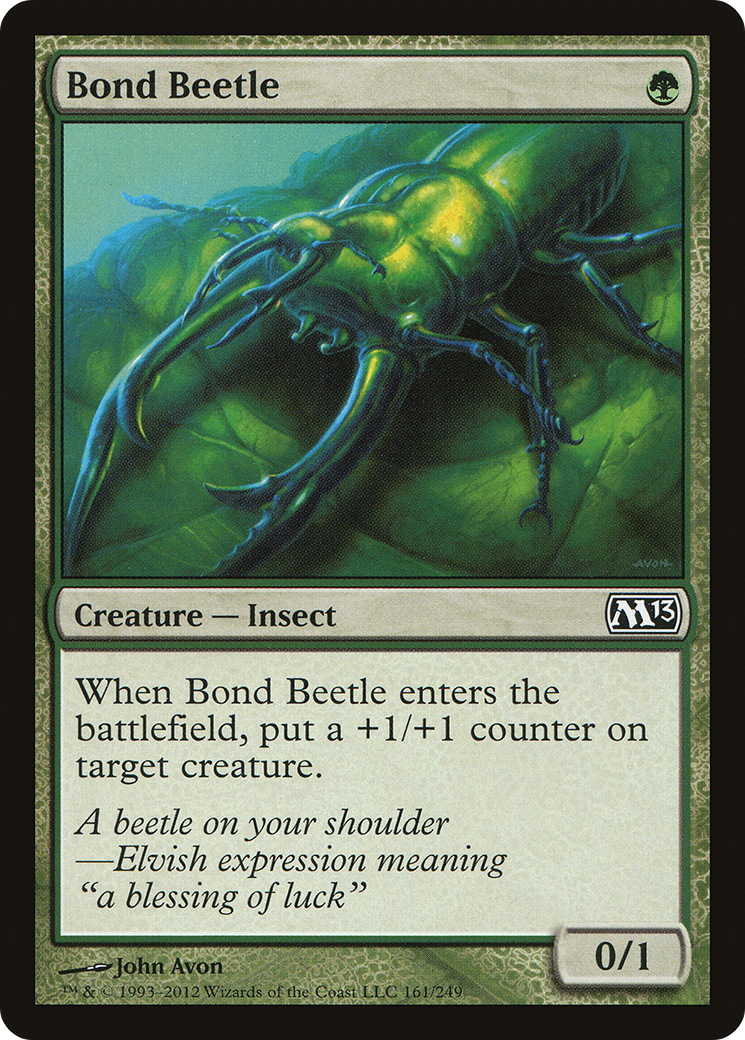 Bond Beetle
AVON
Creature — Insect
M13
When Bond Beetle enters the
battlefield, put a +1/+1 counter on
target creature.
A beetle on your shoulder
—Elvish expression meaning
“a blessing of luck”
0/1
John Avon
™ & © 1993–2012 Wizards of the Coast LLC 161/249